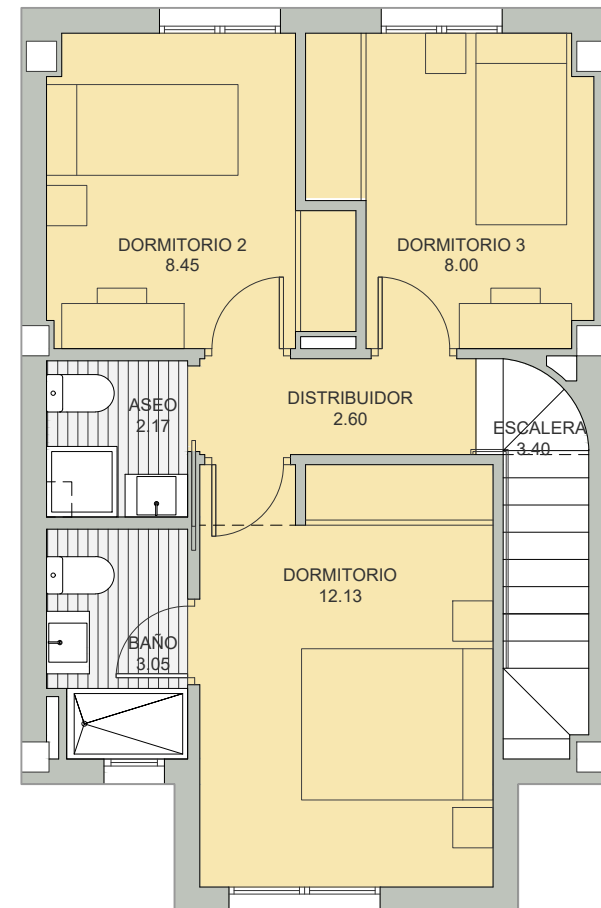 DORMITORIO 2
8.45
DORMITORIO 3
8.00
ASEO
2.17
DISTRIBUIDOR
2.60
ESCALERA
3.40
DORMITORIO
12.13
BAÑO
3.05